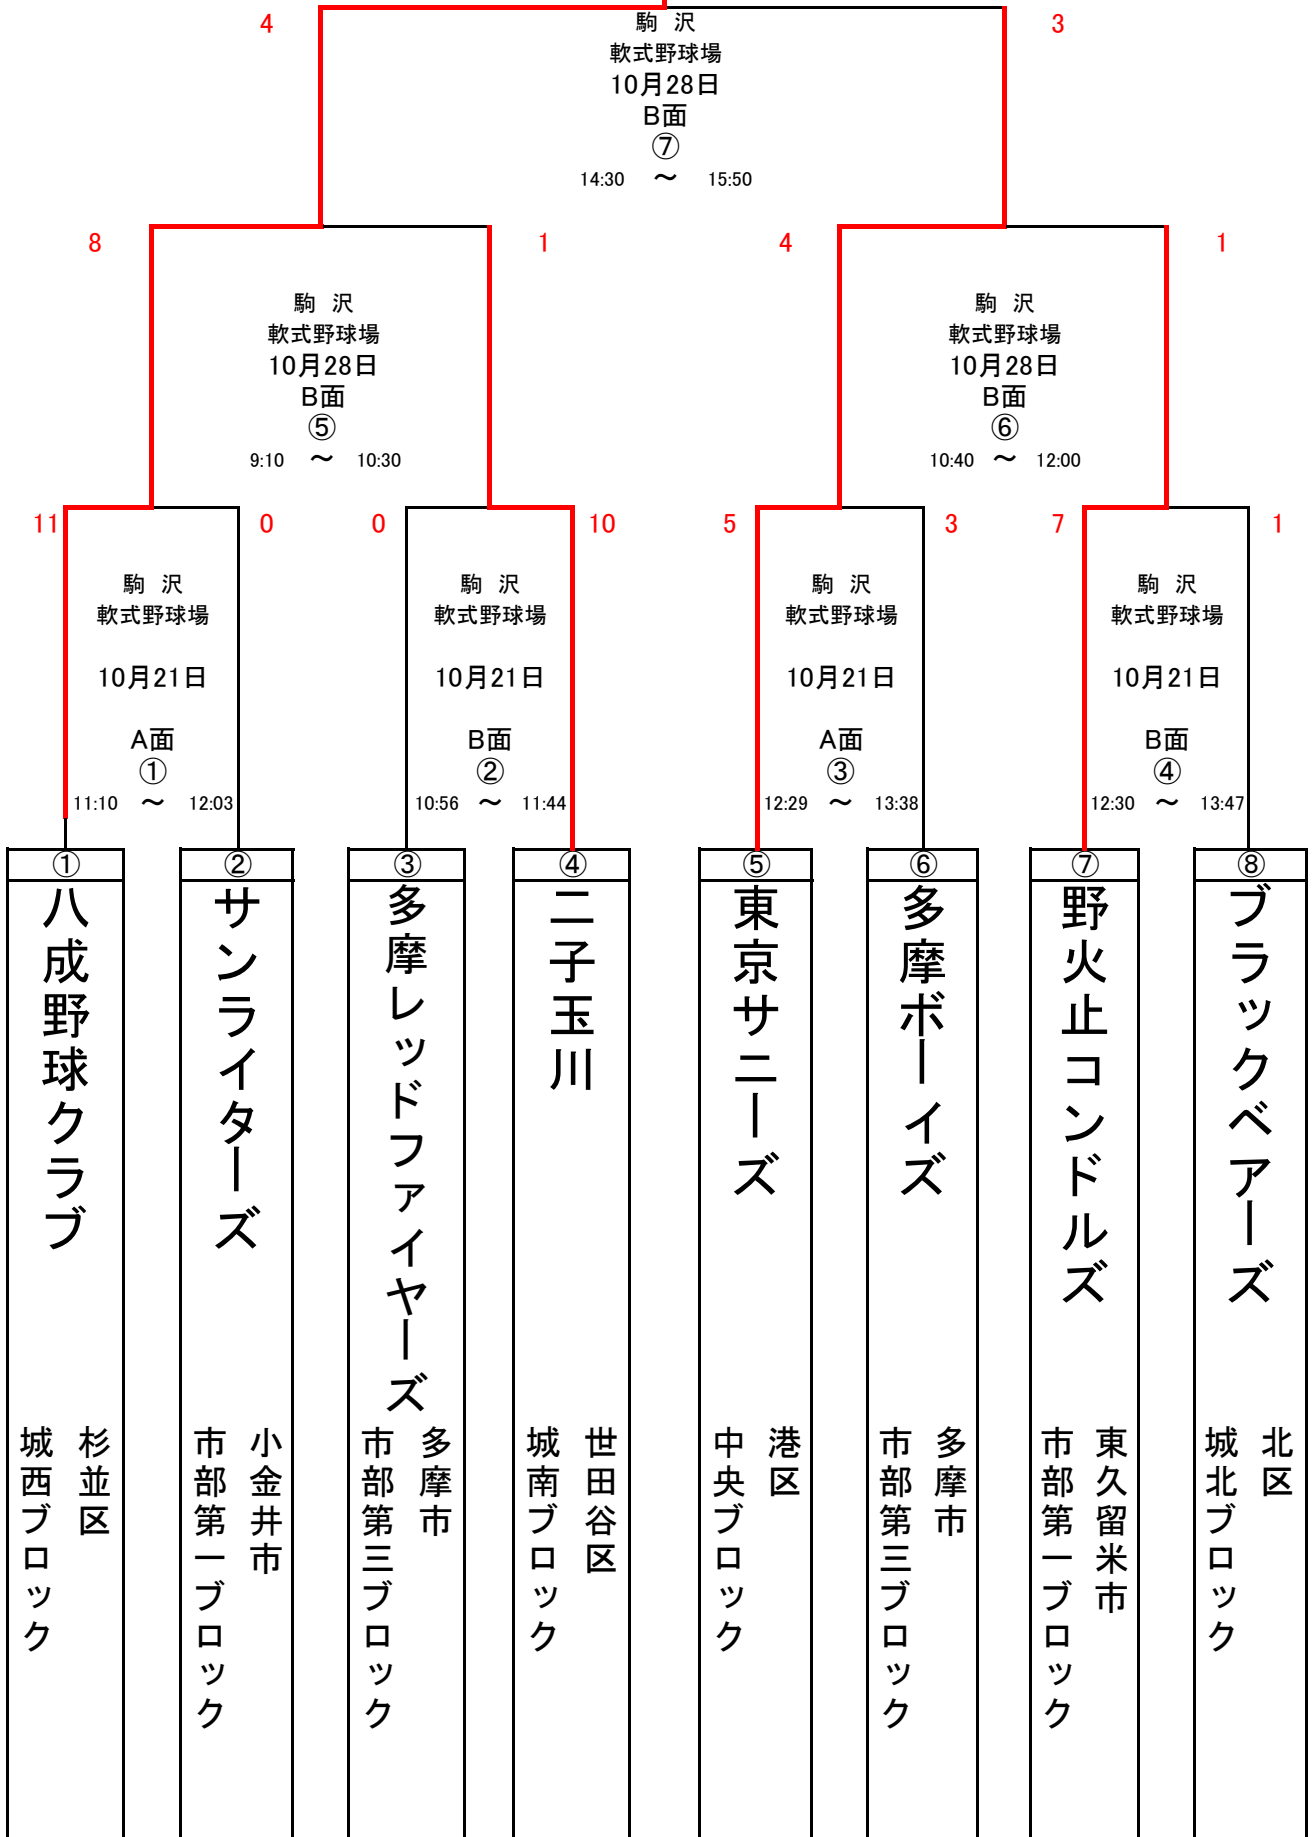 4 3
駒 沢
軟式野球場
10月28日
B面
⑦
14:30 ～ 15:50
8 1 4 1
駒 沢
軟式野球場
10月28日
B面
⑤
9:10 ～ 10:30
駒 沢
軟式野球場
10月28日
B面
⑥
10:40 ～ 12:00
11 0 0 10 5 3 7 1
駒 沢
軟式野球場
10月21日
A面
①
11:10 ～ 12:03
駒 沢
軟式野球場
10月21日
B面
②
10:56 ～ 11:44
駒 沢
軟式野球場
10月21日
A面
③
12:29 ～ 13:38
駒 沢
軟式野球場
10月21日
B面
④
12:30 ～ 13:47
①
八成野球クラブ
杉並区
城西ブロック
②
サンライターズ
小金井市
市部第一ブロック
③
多摩レッドファイヤーズ
多摩市
市部第三ブロック
④
二子玉川
世田谷区
城南ブロック
⑤
東京サニーズ
港区
中央ブロック
⑥
多摩ボーイズ
多摩市
市部第三ブロック
⑦
野火止コンドルズ
東久留米市
市部第一ブロック
⑧
ブラックベアーズ
北区
城北ブロック